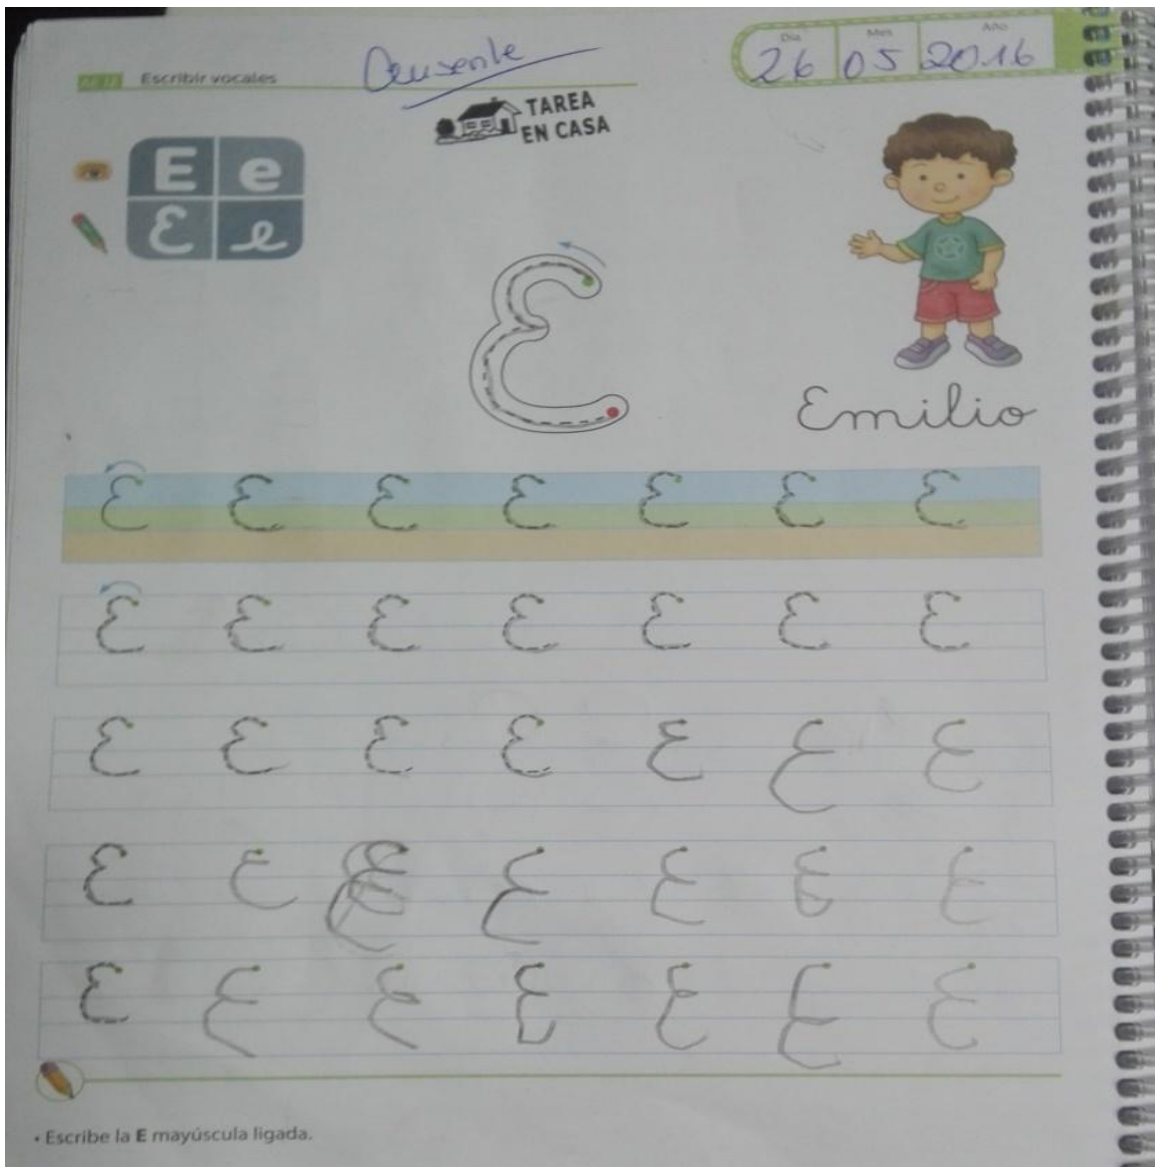 Escribir vocales
Ausente
Día Mes Año
26 05 2016
TAREA
EN CASA
E e
E e
E
Emilio
E E E E E E E
E E E E E E E
E E E E E E E
E E E E E E E
E E E E E E E
• Escribe la E mayúscula ligada.